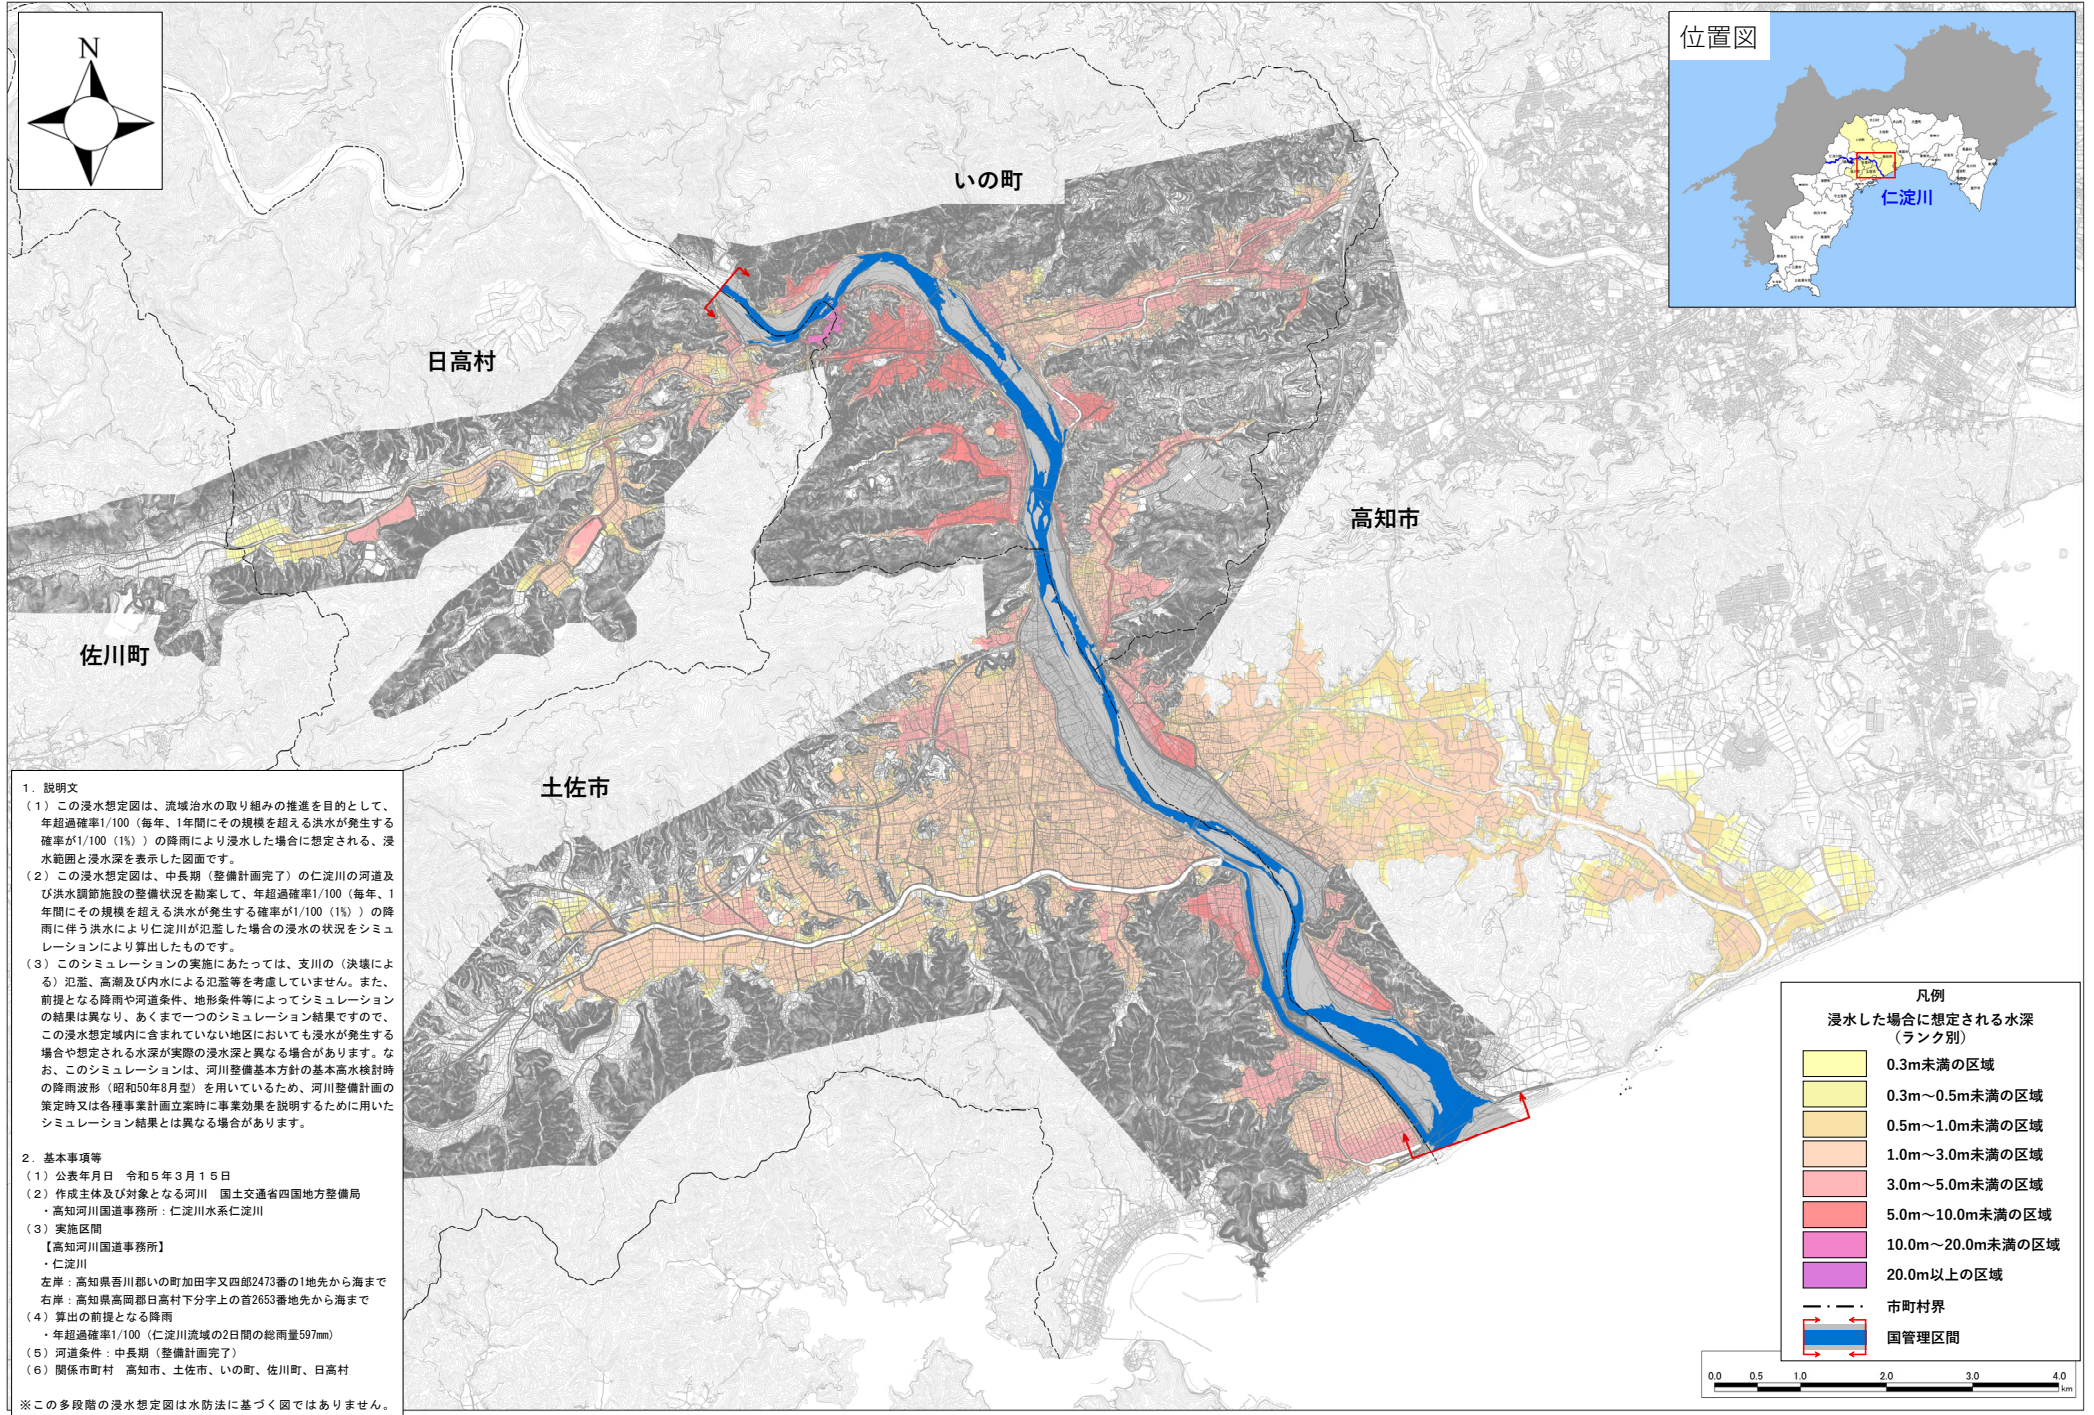 N
位置図
仁淀川
いの町
日高村
高知市
佐川町
土佐市
1．説明文
（1）この浸水想定図は、流域治水の取り組みの推進を目的として、
年超過確率1/100（毎年、1年間にその規模を超える洪水が発生する
確率が1/100（1%））の降雨により浸水した場合に想定される、浸
水範囲と浸水深を表示した図面です。
（2）この浸水想定図は、中長期（整備計画完了）の仁淀川の河道及
び洪水調節施設の整備状況を勘案して、年超過確率1/100（毎年、1
年間にその規模を超える洪水が発生する確率が1/100（1%））の降
雨に伴う洪水により仁淀川が氾濫した場合の浸水の状況をシミュ
レーションにより算出したものです。
（3）このシミュレーションの実施にあたっては、支川の（決壊によ
る）氾濫、高潮及び内水による氾濫等を考慮していません。また、
前提となる降雨や河道条件、地形条件等によってシミュレーション
の結果は異なり、あくまで一つのシミュレーション結果ですので、
この浸水想定域内に含まれていない地区においても浸水が発生する
場合や想定される水深が実際の浸水深と異なる場合があります。な
お、このシミュレーションは、河川整備基本方針の基本高水検討時
の降雨波形（昭和50年8月型）を用いているため、河川整備計画の
策定時又は各種事業計画立案時に事業効果を説明するために用いた
シミュレーション結果とは異なる場合があります。
2．基本事項等
（1）公表年月日　令和５年３月１５日
（2）作成主体及び対象となる河川　国土交通省四国地方整備局
・高知河川国道事務所：仁淀川水系仁淀川
（3）実施区間
【高知河川国道事務所】
・仁淀川
左岸：高知県吾川郡いの町加田字又四郎2473番の1地先から海まで
右岸：高知県高岡郡日高村下分字上の首2653番地先から海まで
（4）算出の前提となる降雨
・年超過確率1/100（仁淀川流域の2日間の総雨量597mm）
（5）河道条件：中長期（整備計画完了）
（6）関係市町村　高知市、土佐市、いの町、佐川町、日高村
※この多段階の浸水想定図は水防法に基づく図ではありません。
凡例
浸水した場合に想定される水深
（ランク別）
0.3m未満の区域
0.3m～0.5m未満の区域
0.5m～1.0m未満の区域
1.0m～3.0m未満の区域
3.0m～5.0m未満の区域
5.0m～10.0m未満の区域
10.0m～20.0m未満の区域
20.0m以上の区域
市町村界
国管理区間
0.0 0.5 1.0 2.0 3.0 4.0
km